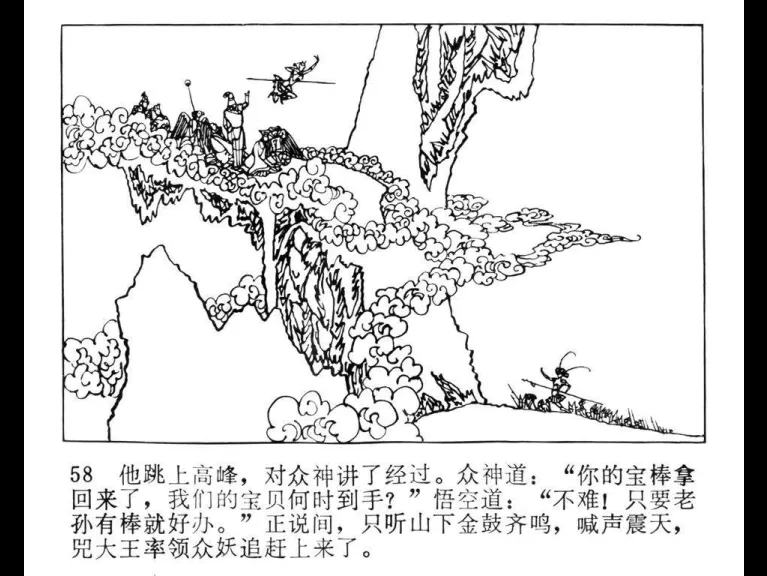 58 他跳上高峰，对众神讲了经过。众神道：“你的宝棒拿
回来了，我们的宝贝何时到手？”悟空道：“不难！只要老
孙有棒就好办。”正说间，只听山下金鼓齐鸣，喊声震天，
兕大王率领众妖追赶上来了。